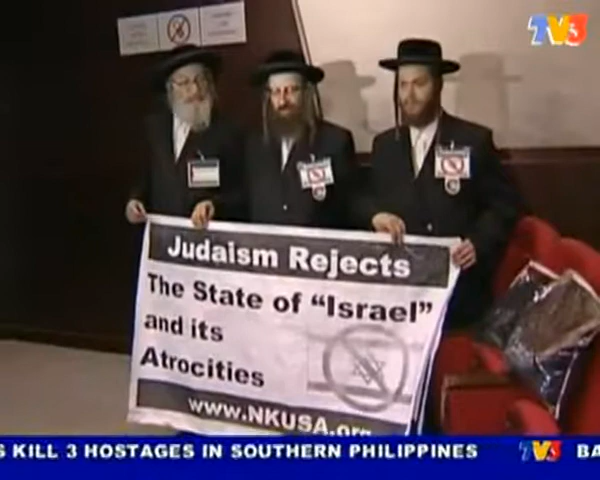 TV3
Judaism Rejects
The State of “Israel”
and its
Atrocities
www.NKUSA.org
S KILL 3 HOSTAGES IN SOUTHERN PHILIPPINES TV3 BA